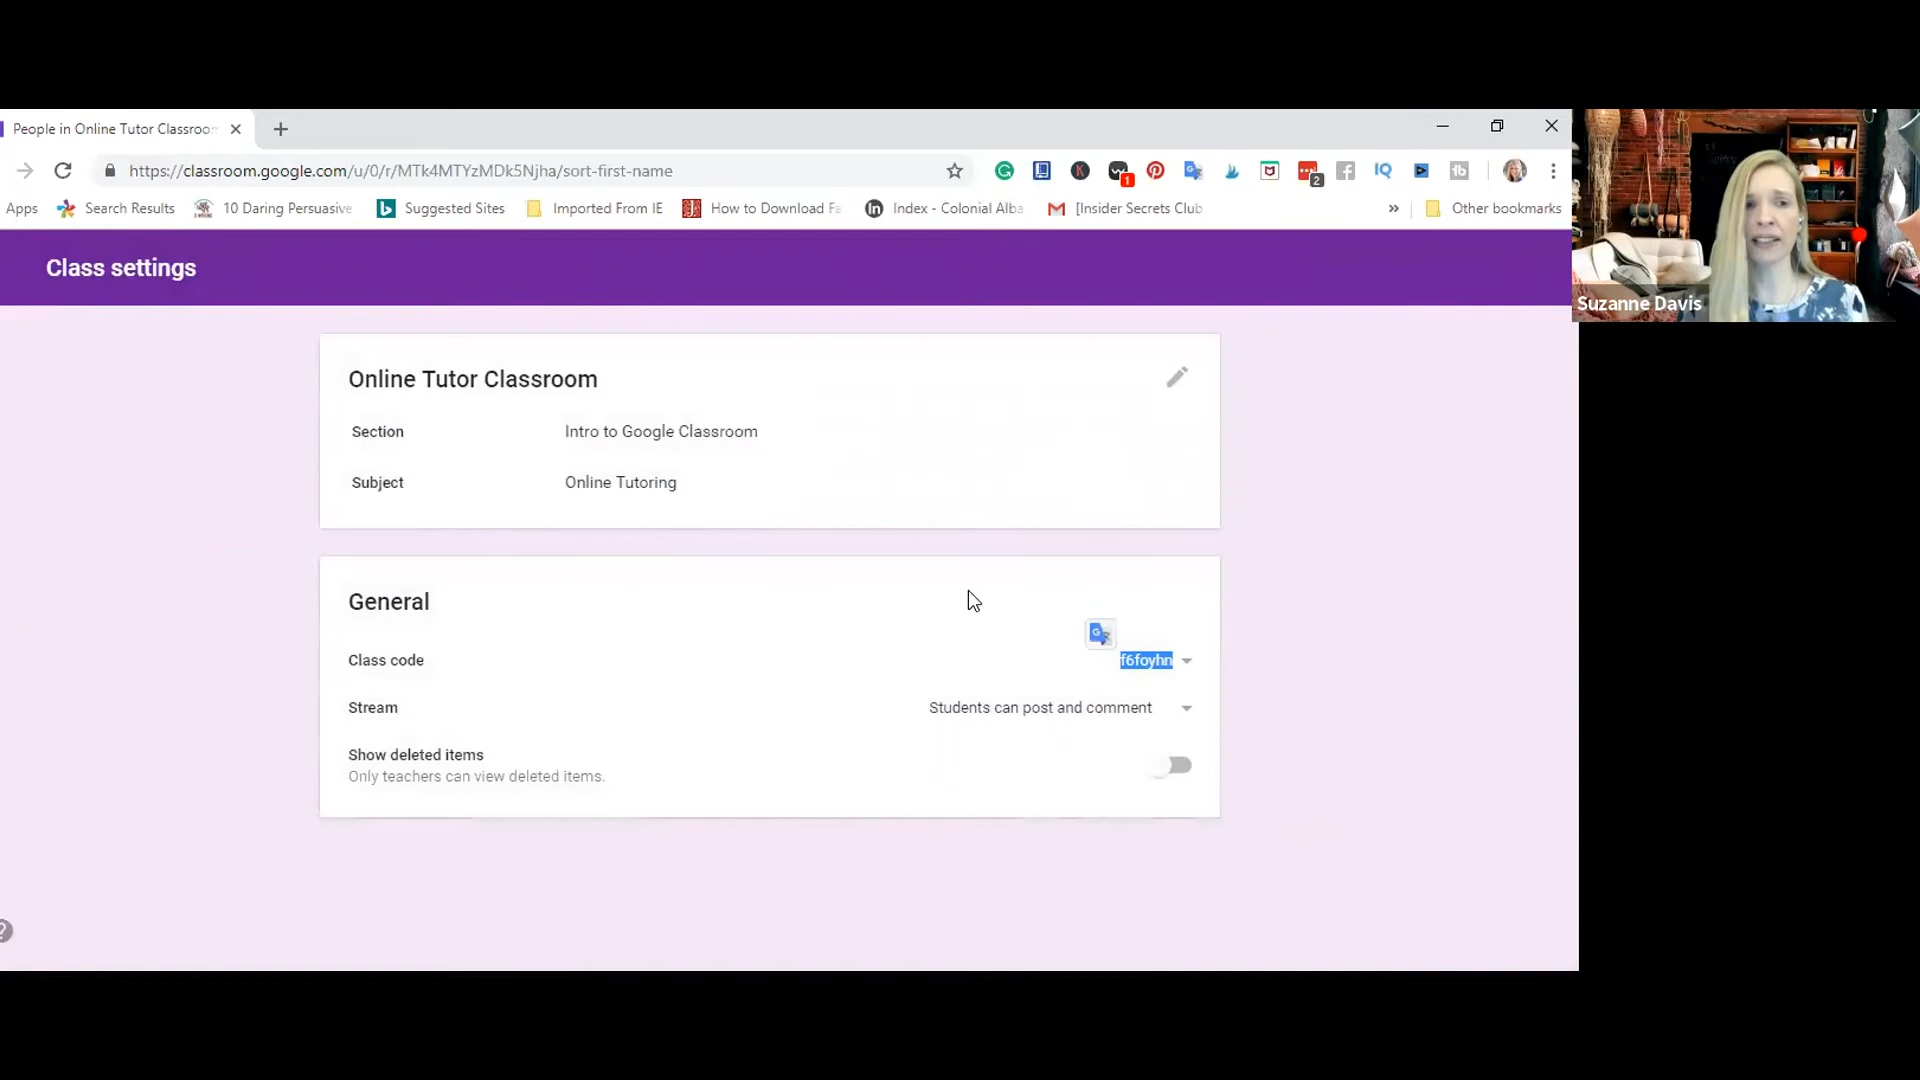 People in Online Tutor Classroo
https://classroom.google.com/u/0/r/MTk4MTYzMDk5Njha/sort-first-name
1
2
IQ
Apps
Search Results
10 Daring Persuasive
Suggested Sites
Imported From IE
How to Download Fa
Index - Colonial Alba
[Insider Secrets Club
»
Other bookmarks
Class settings
Suzanne Davis
Online Tutor Classroom
Section Intro to Google Classroom
Subject Online Tutoring
General
Class code f6foyhn
Stream Students can post and comment
Show deleted items
Only teachers can view deleted items.